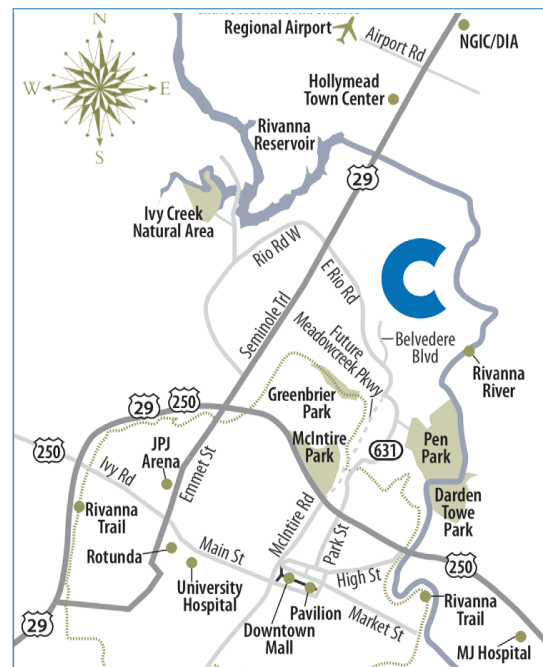 N
Regional Airport
Airport Rd
NGIC/DIA
W
E
S
Hollymead
Town Center
Rivanna
Reservoir
29
Ivy Creek
Natural Area
Rio Rd W
E Rio Rd
C
Seminole Trl
Future
Meadowcreek Pkwy
Belvedere
Blvd
Rivanna
River
Greenbrier
Park
29
250
250
JPJ
Arena
Emmet St
McIntire
Park
631
Pen
Park
Ivy Rd
Rivanna
Trail
McIntire Rd
Park St
Darden
Towe
Park
Rotunda
Main St
University
Hospital
High St
250
Pavilion
Downtown
Mall
Market St
Rivanna
Trail
29
MJ Hospital